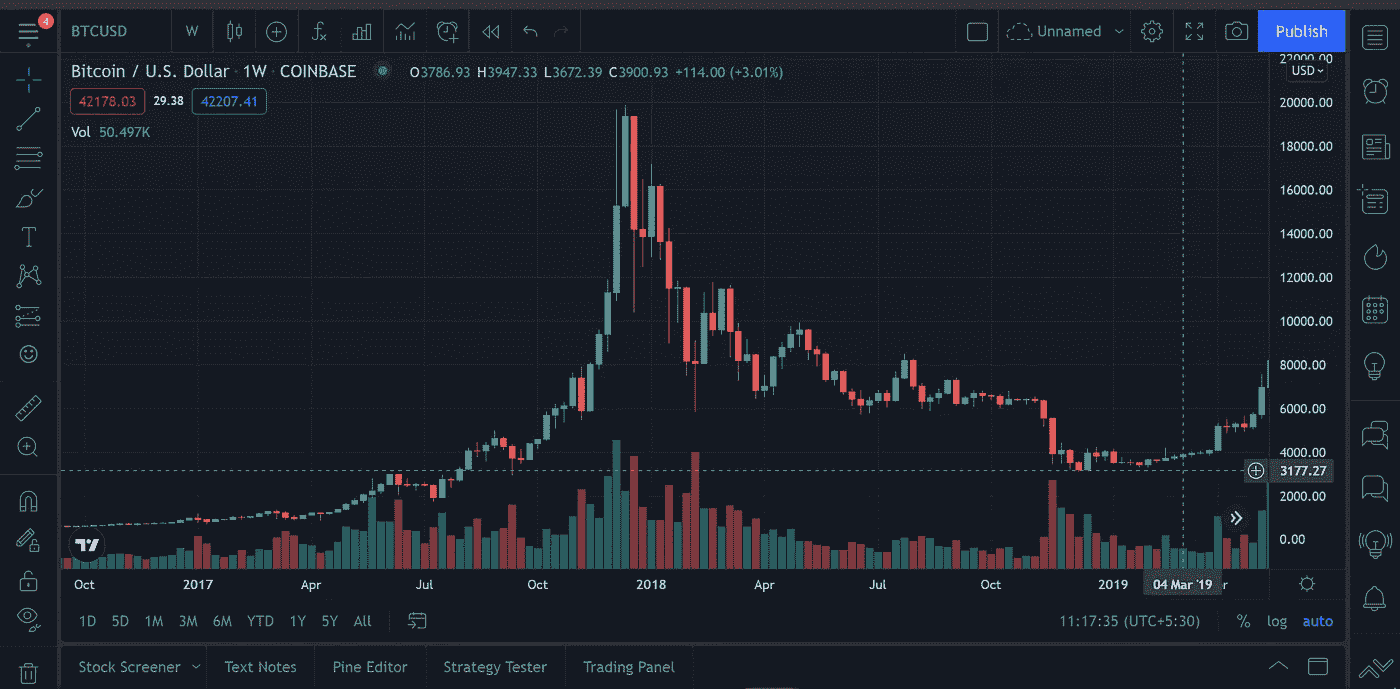 4
BTCUSD W Unnamed Publish
Bitcoin / U.S. Dollar · 1W · COINBASE O3786.93 H3947.33 L3672.39 C3900.93 +114.00 (+3.01%)
42178.03 29.38 42207.41
Vol 50.497K
22000.00
USD
20000.00
18000.00
16000.00
14000.00
12000.00
10000.00
8000.00
6000.00
4000.00
3177.27
2000.00
0.00
Oct 2017 Apr Jul Oct 2018 Apr Jul Oct 2019 04 Mar '19 r
1D 5D 1M 3M 6M YTD 1Y 5Y All 11:17:35 (UTC+5:30) % log auto
Stock Screener Text Notes Pine Editor Strategy Tester Trading Panel